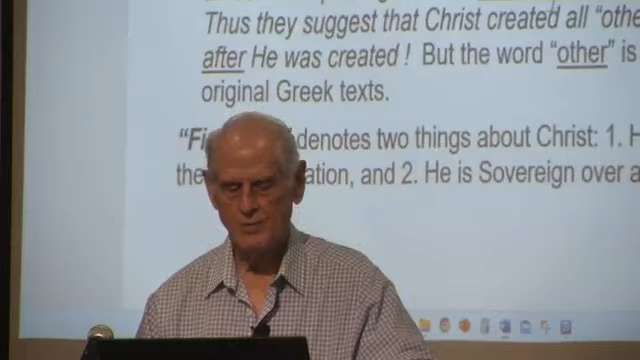 Thus they suggest that Christ created all "othe
after He was created ! But the word "other" is
original Greek texts.
"Fi denotes two things about Christ: 1. H
the ation, and 2. He is Sovereign over a